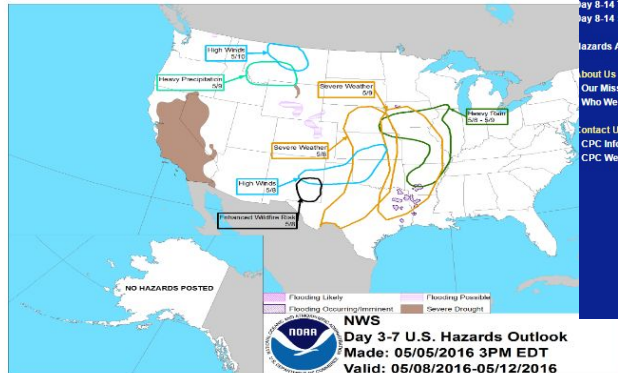 Day 8-14
Day 8-14
Hazards A
About Us
Our Miss
Who We
Contact U
CPC Info
CPC We
High Winds
5/10
Heavy Precipitation
5/9
Severe Weather
5/9
Heavy Rain
5/8 - 5/9
Severe Weather
5/8
High Winds
5/8
Enhanced Wildfire Risk
5/8
NO HAZARDS POSTED
Flooding Likely
Flooding Possible
Flooding Occurring/Imminent
Severe Drought
NOAA
NWS
Day 3-7 U.S. Hazards Outlook
Made: 05/05/2016 3PM EDT
Valid: 05/08/2016-05/12/2016